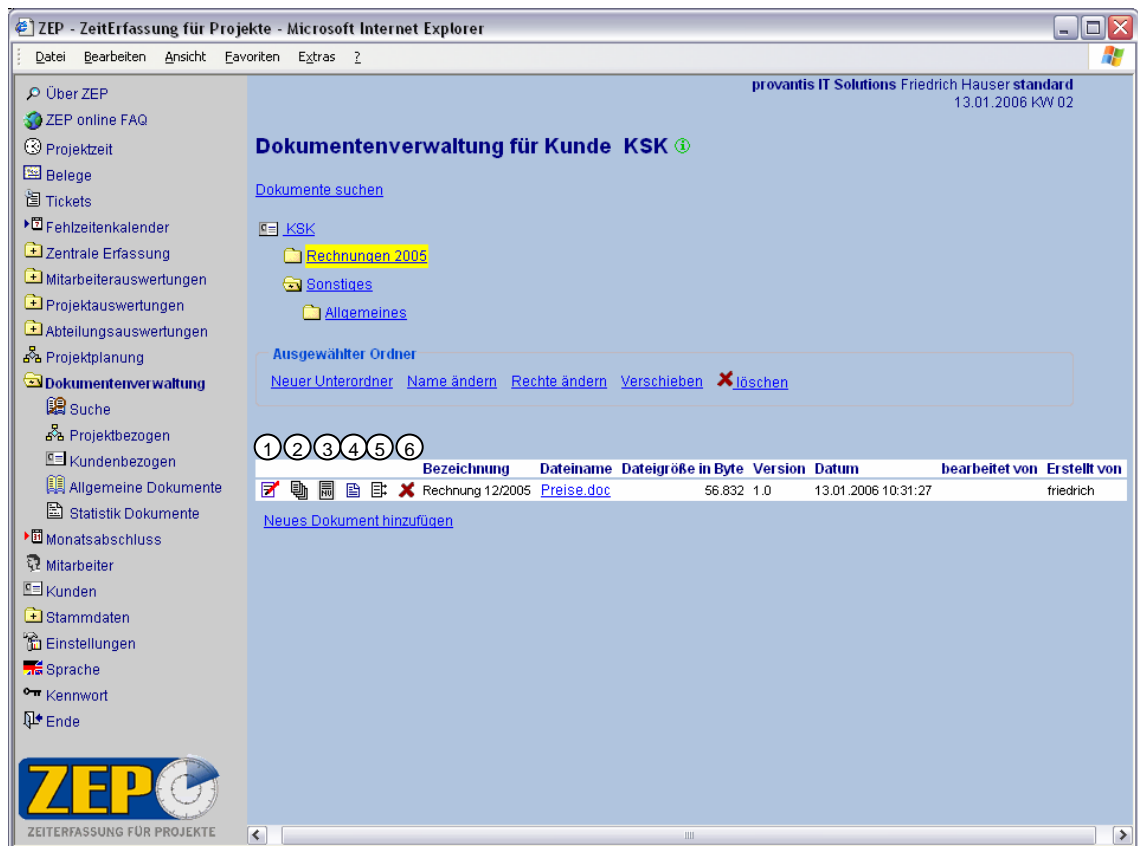 ZEP - ZeitErfassung für Projekte - Microsoft Internet Explorer
Datei Bearbeiten Ansicht Favoriten Extras ?
Über ZEP
ZEP online FAQ
Projektzeit
Belege
Tickets
Fehlzeitenkalender
Zentrale Erfassung
Mitarbeiterauswertungen
Projektauswertungen
Abteilungsauswertungen
Projektplanung
Dokumentenverwaltung
Suche
Projektbezogen
Kundenbezogen
Allgemeine Dokumente
Statistik Dokumente
Monatsabschluss
Mitarbeiter
Kunden
Stammdaten
Einstellungen
Sprache
Kennwort
Ende
ZEP
ZEITERFASSUNG FÜR PROJEKTE
provantis IT Solutions Friedrich Hauser standard
13.01.2006 KW 02
Dokumentenverwaltung für Kunde KSK
Dokumente suchen
KSK
Rechnungen 2005
Sonstiges
Allgemeines
Ausgewählter Ordner
Neuer Unterordner Name ändern Rechte ändern Verschieben löschen
1 2 3 4 5 6
Bezeichnung Dateiname Dateigröße in Byte Version Datum bearbeitet von Erstellt von
Rechnung 12/2005 Preise.doc 56.832 1.0 13.01.2006 10:31:27 friedrich
Neues Dokument hinzufügen